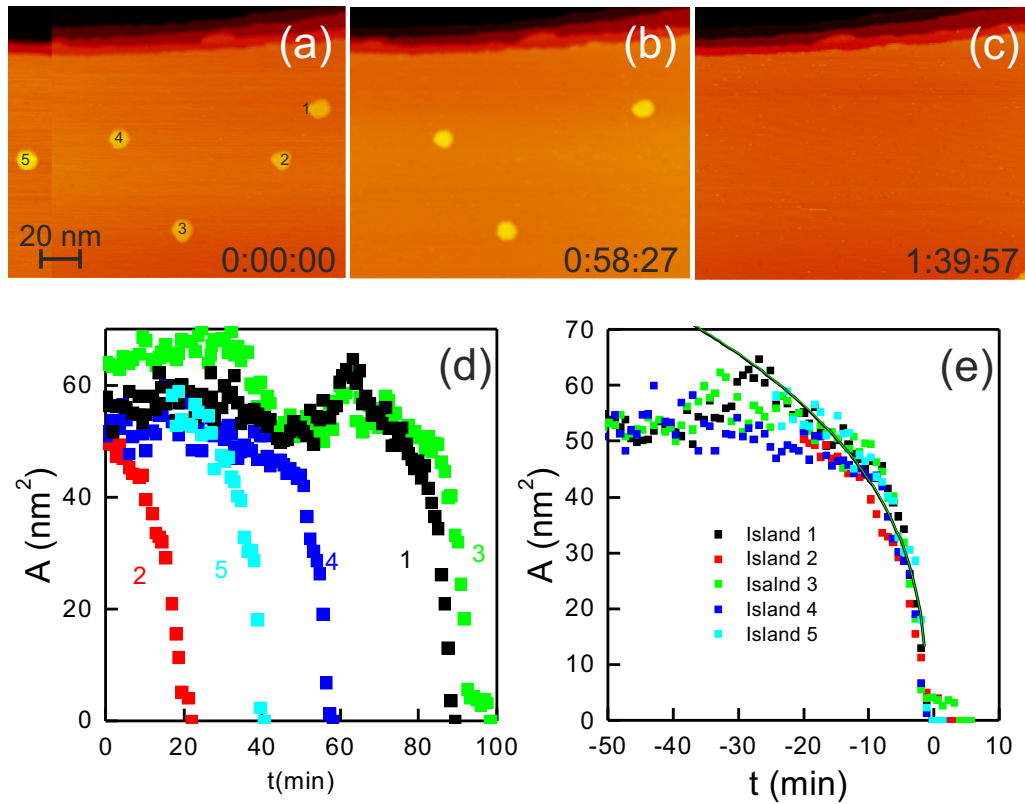 (a)
1
4
5
2
3
20 nm
0:00:00
(b)
0:58:27
(c)
1:39:57
(d)
60
40
20
0
A (nm²)
2
5
4
1
3
0 20 40 60 80 100
t(min)
(e)
70
60
50
40
30
20
10
0
A (nm²)
Island 1
Island 2
Isalnd 3
Island 4
Island 5
-50 -40 -30 -20 -10 0 10
t (min)